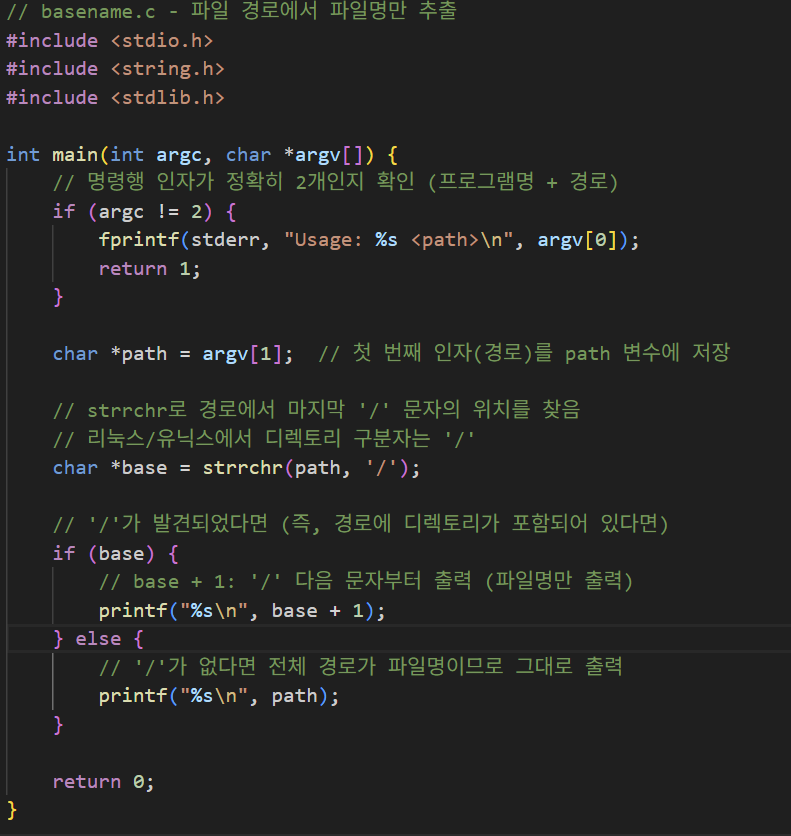 // basename.c - 파일 경로에서 파일명만 추출
#include <stdio.h>
#include <string.h>
#include <stdlib.h>

int main(int argc, char *argv[]) {
    // 명령행 인자가 정확히 2개인지 확인 (프로그램명 + 경로)
    if (argc != 2) {
        fprintf(stderr, "Usage: %s <path>\n", argv[0]);
        return 1;
    }

    char *path = argv[1];  // 첫 번째 인자(경로)를 path 변수에 저장

    // strrchr로 경로에서 마지막 '/' 문자의 위치를 찾음
    // 리눅스/유닉스에서 디렉토리 구분자는 '/'
    char *base = strrchr(path, '/');

    // '/'가 발견되었다면 (즉, 경로에 디렉토리가 포함되어 있다면)
    if (base) {
        // base + 1: '/' 다음 문자부터 출력 (파일명만 출력)
        printf("%s\n", base + 1);
    } else {
        // '/'가 없다면 전체 경로가 파일명이므로 그대로 출력
        printf("%s\n", path);
    }

    return 0;
}